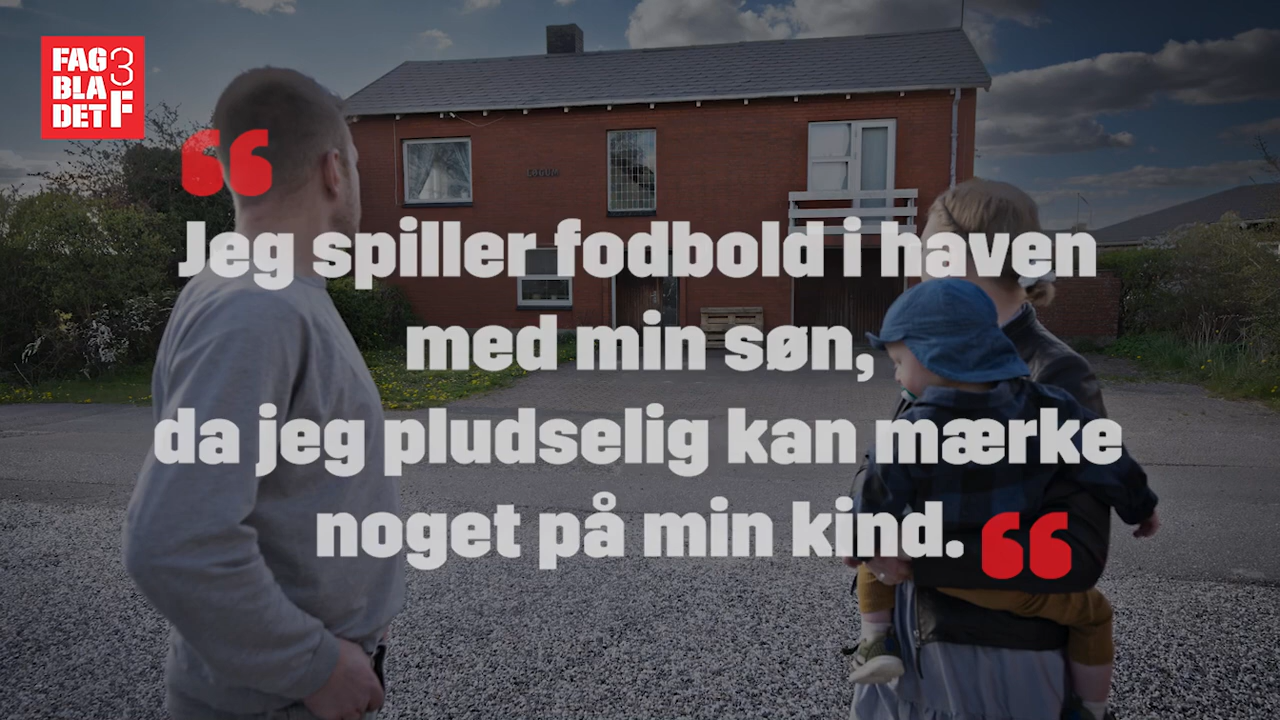 FAG
BLA
DET
3F
“
Jeg spiller fodbold i haven
med min søn,
da jeg pludselig kan mærke
noget på min kind. “